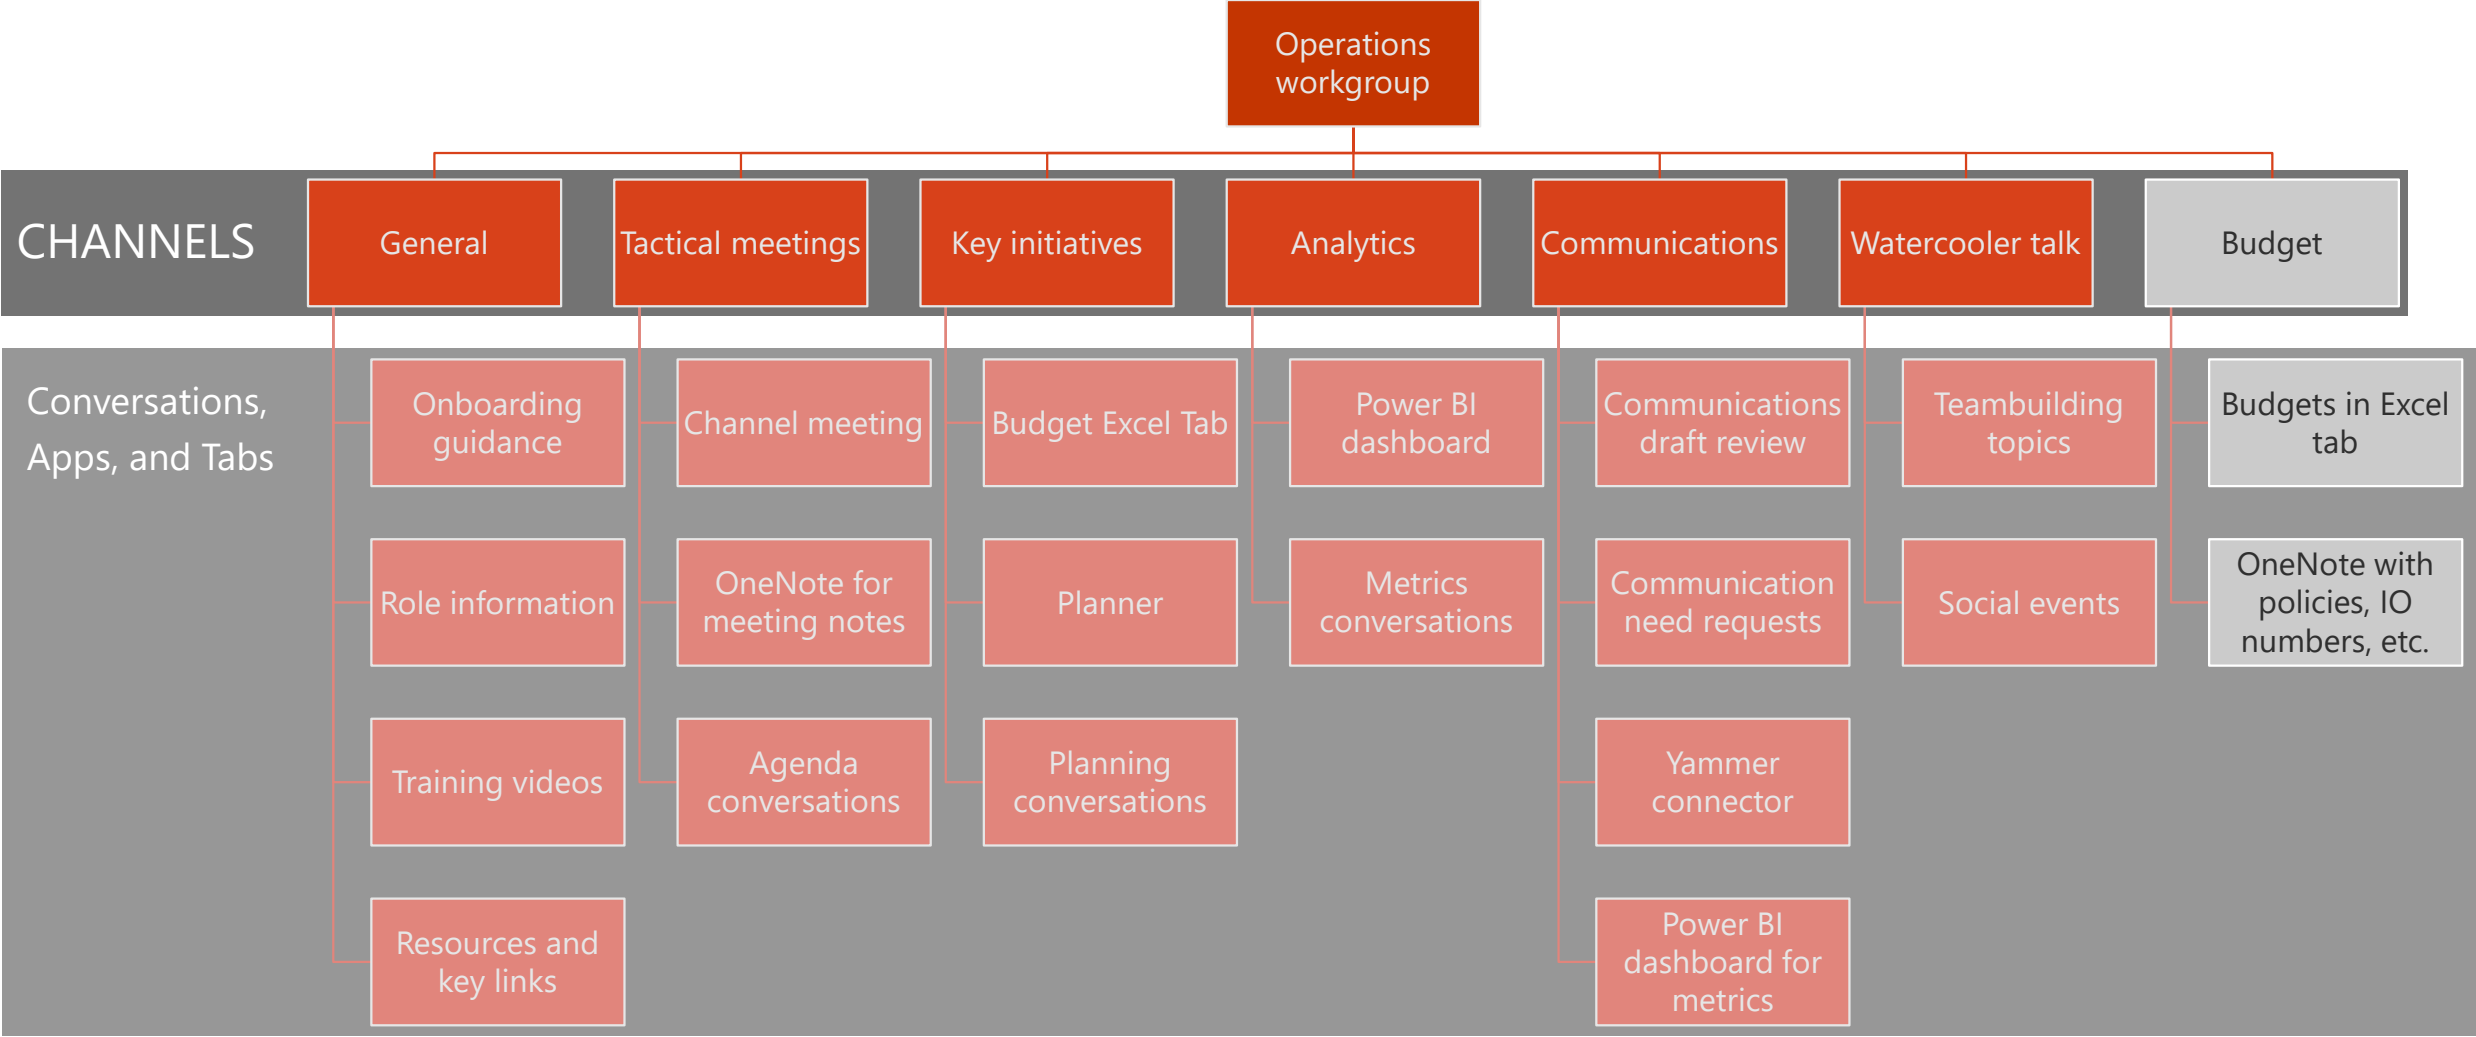 Operations
workgroup
CHANNELS
General
Tactical meetings
Key initiatives
Analytics
Communications
Watercooler talk
Budget
Conversations,
Apps, and Tabs
Onboarding
guidance
Role information
Training videos
Resources and
key links
Channel meeting
OneNote for
meeting notes
Agenda
conversations
Budget Excel Tab
Planner
Planning
conversations
Power BI
dashboard
Metrics
conversations
Communications
draft review
Communication
need requests
Yammer
connector
Power BI
dashboard for
metrics
Teambuilding
topics
Social events
Budgets in Excel
tab
OneNote with
policies, IO
numbers, etc.